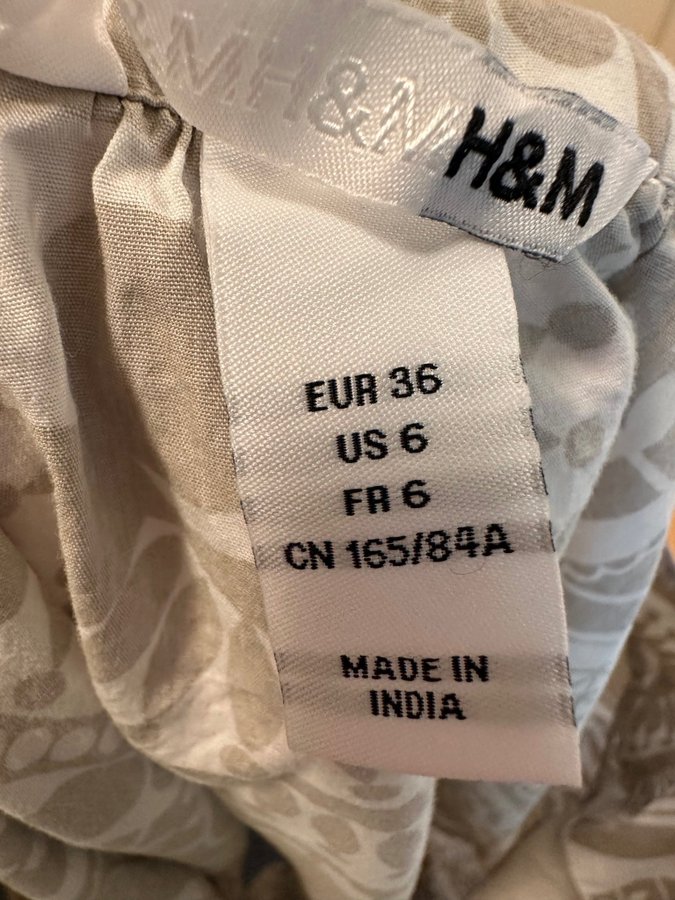 H&M H&M
H&M
EUR 36
US 6
FR 6
CN 165/84A
MADE IN
INDIA